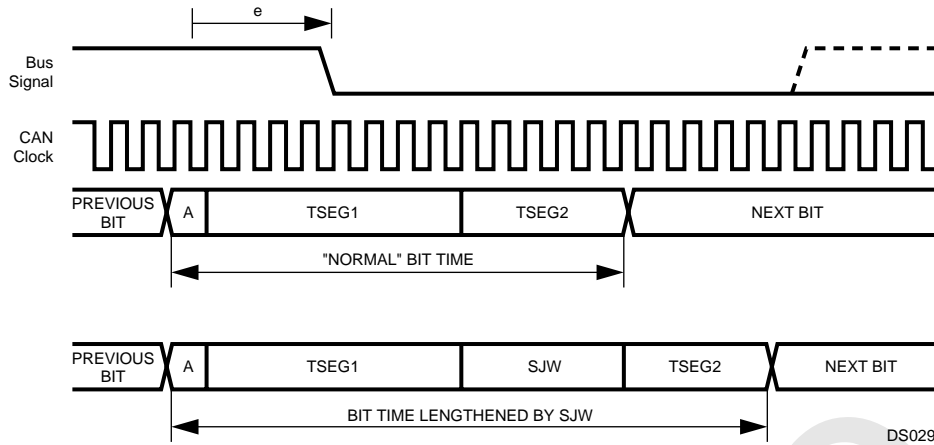 e
Bus
Signal
CAN
Clock
PREVIOUS
BIT
A
TSEG1
TSEG2
NEXT BIT
"NORMAL" BIT TIME
PREVIOUS
BIT
A
TSEG1
SJW
TSEG2
NEXT BIT
BIT TIME LENGTHENED BY SJW
DS029